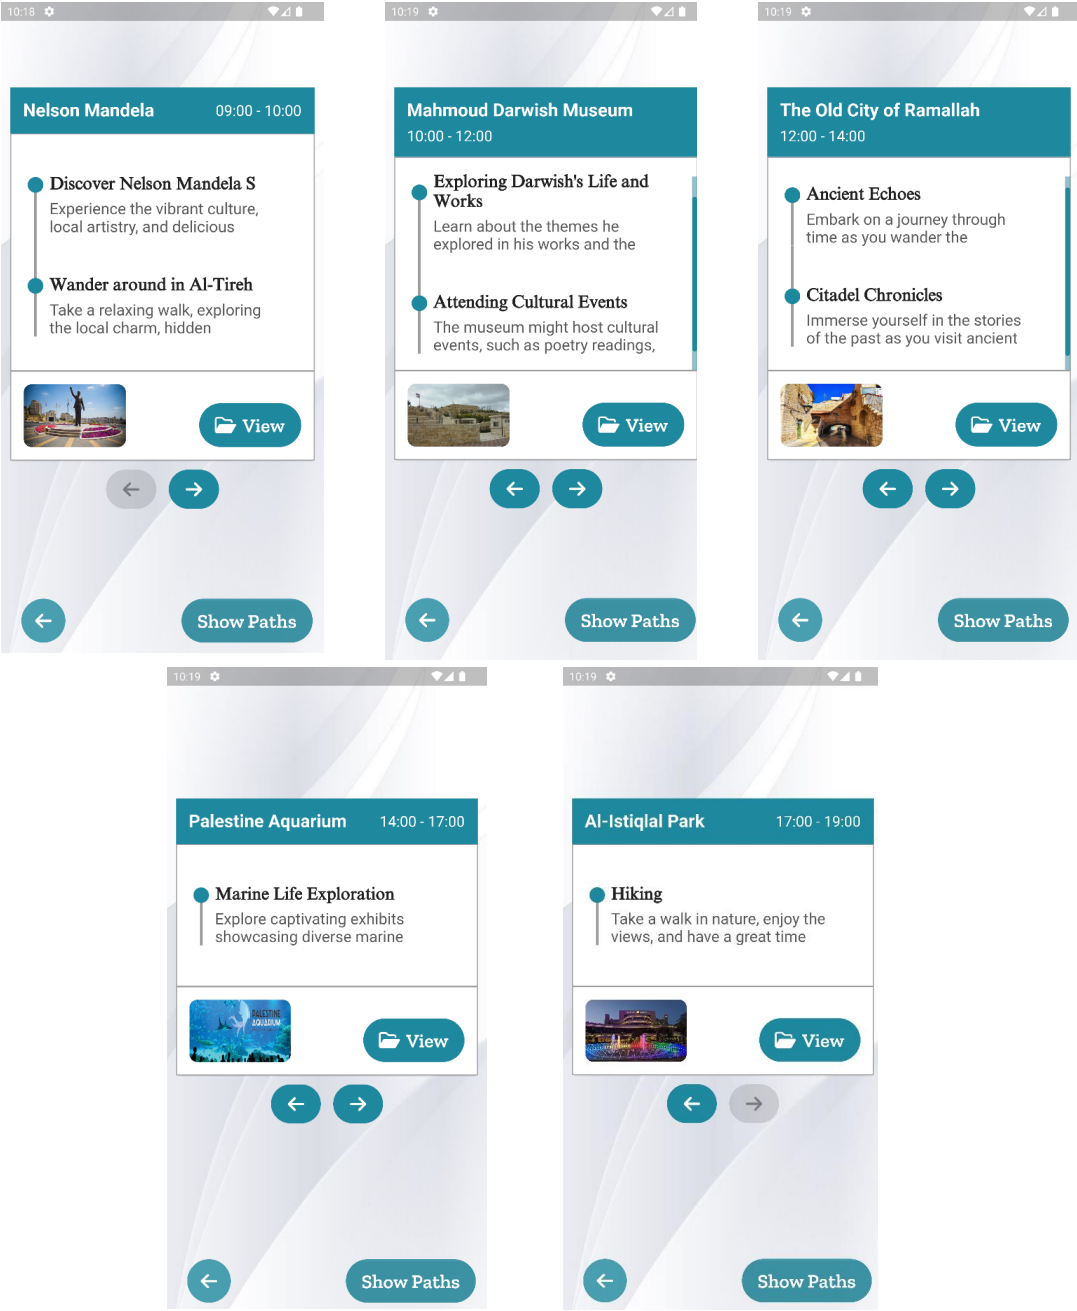 10:18
Nelson Mandela 09:00 - 10:00
Discover Nelson Mandela S
Experience the vibrant culture,
local artistry, and delicious
Wander around in Al-Tireh
Take a relaxing walk, exploring
the local charm, hidden
View
Show Paths
10:19
Mahmoud Darwish Museum
10:00 - 12:00
Exploring Darwish's Life and
Works
Learn about the themes he
explored in his works and the
Attending Cultural Events
The museum might host cultural
events, such as poetry readings,
View
Show Paths
10:19
The Old City of Ramallah
12:00 - 14:00
Ancient Echoes
Embark on a journey through
time as you wander the
Citadel Chronicles
Immerse yourself in the stories
of the past as you visit ancient
View
Show Paths
10:19
Palestine Aquarium 14:00 - 17:00
Marine Life Exploration
Explore captivating exhibits
showcasing diverse marine
PALESTINE
AQUARIUM
View
Show Paths
10:19
Al-Istiqlal Park 17:00 - 19:00
Hiking
Take a walk in nature, enjoy the
views, and have a great time
View
Show Paths